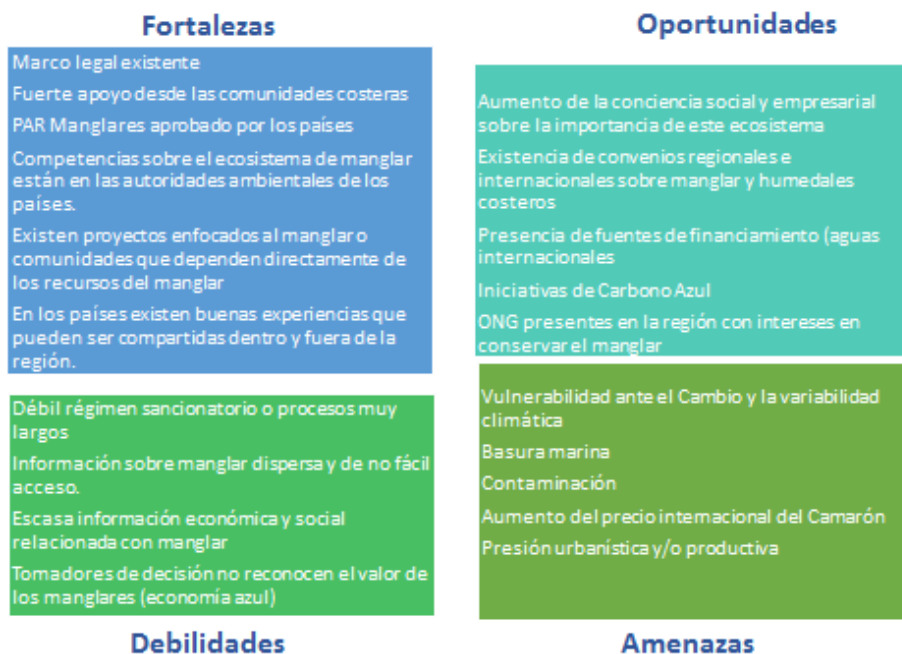 Fortalezas
Marco legal existente
Fuerte apoyo desde las comunidades costeras
PAR Manglares aprobado por los países
Competencias sobre el ecosistema de manglar
están en las autoridades ambientales de los
países.
Existen proyectos enfocados al manglar o
comunidades que dependen directamente de
los recursos del manglar
En los países existen buenas experiencias que
pueden ser compartidas dentro y fuera de la
región.
Oportunidades
Aumento de la conciencia social y empresarial
sobre la importancia de este ecosistema
Existencia de convenios regionales e
internacionales sobre manglar y humedales
costeros
Presencia de fuentes de financiamiento (aguas
internacionales
Iniciativas de Carbono Azul
ONG presentes en la región con intereses en
conservar el manglar
Débil régimen sancionatorio o procesos muy
largos
Información sobre manglar dispersa y de no fácil
acceso.
Escasa información económica y social
relacionada con manglar
Tomadores de decisión no reconocen el valor de
los manglares (economía azul)
Debilidades
Vulnerabilidad ante el Cambio y la variabilidad
climática
Basura marina
Contaminación
Aumento del precio internacional del Camarón
Presión urbanística y/o productiva
Amenazas